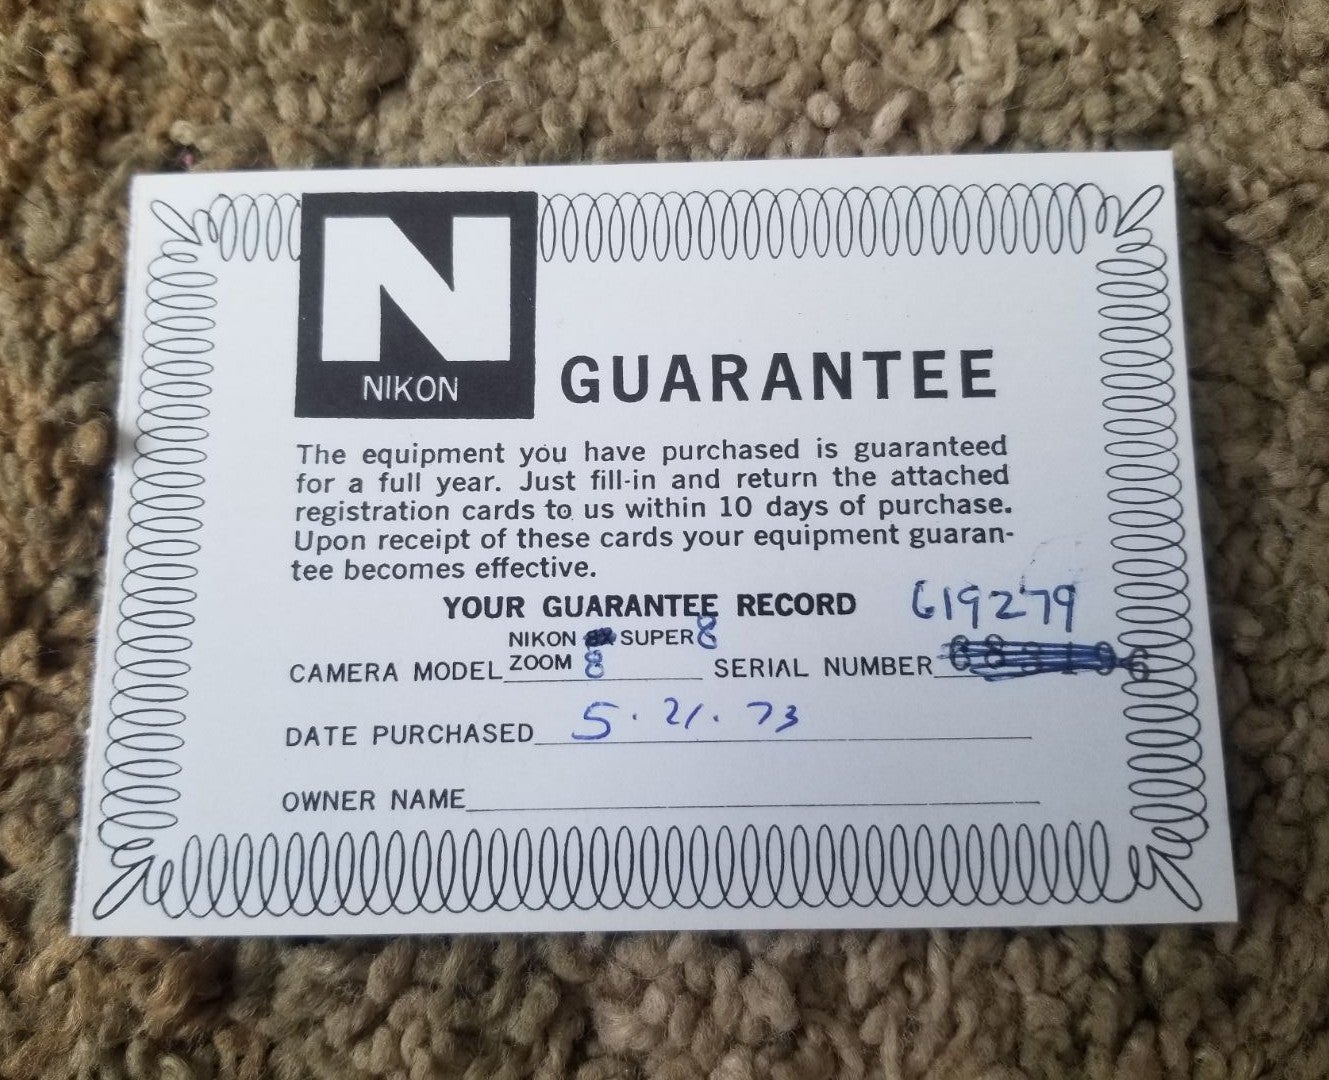 N
NIKON
GUARANTEE
The equipment you have purchased is guaranteed
for a full year. Just fill-in and return the attached
registration cards to us within 10 days of purchase.
Upon receipt of these cards your equipment guaran-
tee becomes effective.
YOUR GUARANTEE RECORD
619279
NIKON SUPER 8
CAMERA MODEL ZOOM 8 SERIAL NUMBER
DATE PURCHASED 5.21.73
OWNER NAME